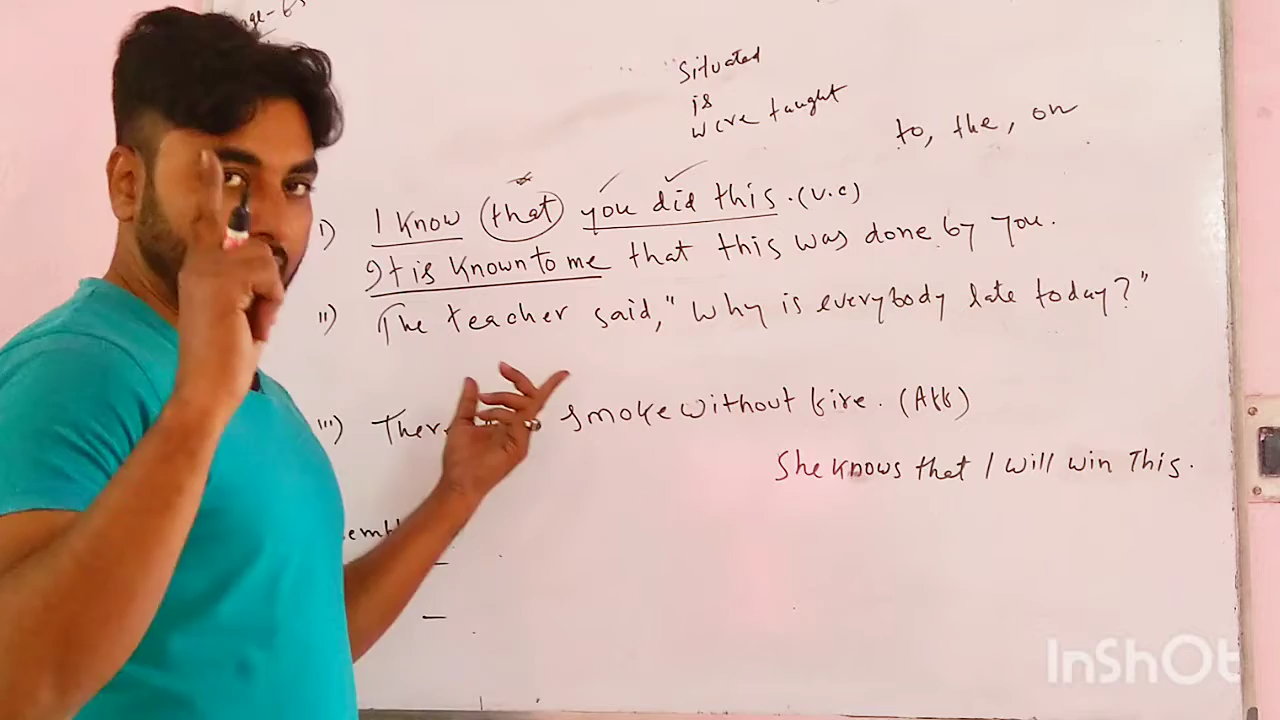 Situated
is
were taught
to, the, on
i) I know that you did this. (V.C)
It is known to me that this was done by you.
ii) The teacher said, "Why is everybody late today?"
iii) Ther smoke without fire. (Aff)
She knows that I will win This.
InShOt